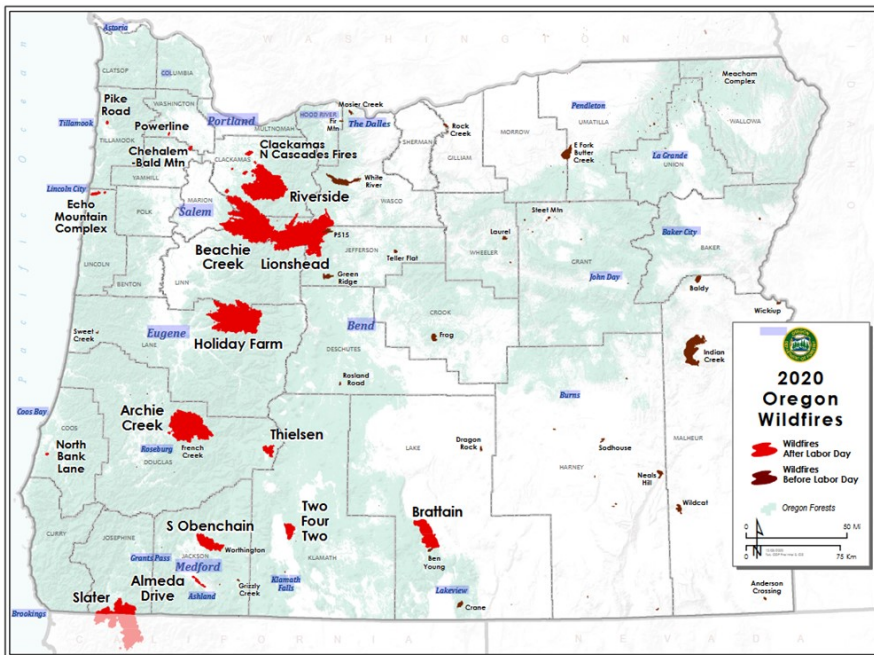 WASHINGTON
Astoria
CLATSOP
COLUMBIA
Pike
Road
Tillamook
TILLAMOOK
WASHINGTON
Powerline
Portland
MULTNOMAH
HOOD RIVER
Mosier Creek
Fir
Mtn
The Dalles
SHERMAN
Rock
Creek
GILLIAM
MORROW
Pendleton
UMATILLA
Meacham
Complex
WALLOWA
Chehalem
-Bald Mtn
YAMHILL
CLACKAMAS
Clackamas
N Cascades Fires
E Fork
Butter
Creek
La Grande
UNION
White
River
WASCO
Lincoln City
Echo
Mountain
Complex
POLK
MARION
Salem
Riverside
P515
Beachie
Creek
Lionshead
JEFFERSON
Teller Flat
Laurel
WHEELER
Steet Mtn
GRANT
John Day
Baker City
BAKER
Baldy
LINCOLN
BENTON
LINN
Green
Ridge
Wickiup
Sweet
Creek
Eugene
LANE
Holiday Farm
Bend
DESCHUTES
CROOK
Frog
Indian
Creek
Rosland
Road
Burns
Coos Bay
COOS
North
Bank
Lane
Archie
Creek
French
Creek
Roseburg
DOUGLAS
Thielsen
LAKE
Dragon
Rock
Sodhouse
HARNEY
Neals
Hill
MALHEUR
Wildcat
CURRY
JOSEPHINE
S Obenchain
JACKSON
Worthington
Grants Pass
Medford
Two
Four
Two
KLAMATH
Brattain
Ben
Young
Almeda
Drive
Ashland
Grizzly
Creek
Klamath
Falls
Lakeview
Crane
Anderson
Crossing
Brookings
Slater
CALIFORNIA
NEVADA
2020
Oregon
Wildfires
Wildfires
After Labor Day
Wildfires
Before Labor Day
Oregon Forests
N
50 Mi
75 Km